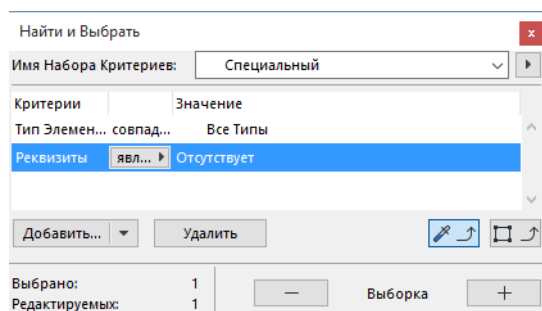 Найти и Выбрать
x
Имя Набора Критериев: Специальный
Критерии Значение
Тип Элемен... совпад... Все Типы
Реквизиты явл... Отсутствует
Добавить... Удалить
Выбрано: 1
Редактируемых: 1
— Выборка +